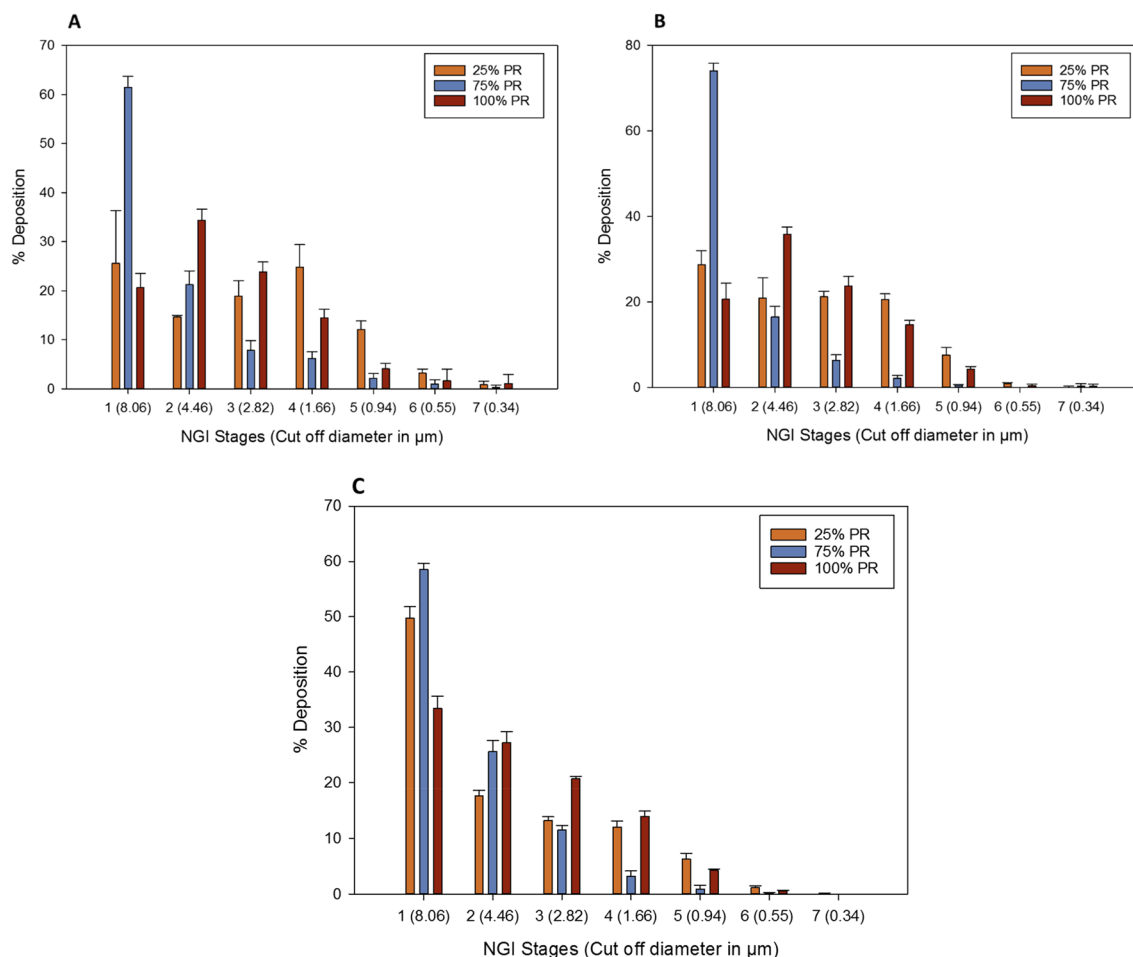 A
70
60
50
40
30
20
10
0
% Deposition
25% PR
75% PR
100% PR
1 (8.06) 2 (4.46) 3 (2.82) 4 (1.66) 5 (0.94) 6 (0.55) 7 (0.34)
NGI Stages (Cut off diameter in µm)
B
80
60
40
20
0
% Deposition
25% PR
75% PR
100% PR
1 (8.06) 2 (4.46) 3 (2.82) 4 (1.66) 5 (0.94) 6 (0.55) 7 (0.34)
NGI Stages (Cut off diameter in µm)
C
70
60
50
40
30
20
10
0
% Deposition
25% PR
75% PR
100% PR
1 (8.06) 2 (4.46) 3 (2.82) 4 (1.66) 5 (0.94) 6 (0.55) 7 (0.34)
NGI Stages (Cut off diameter in µm)